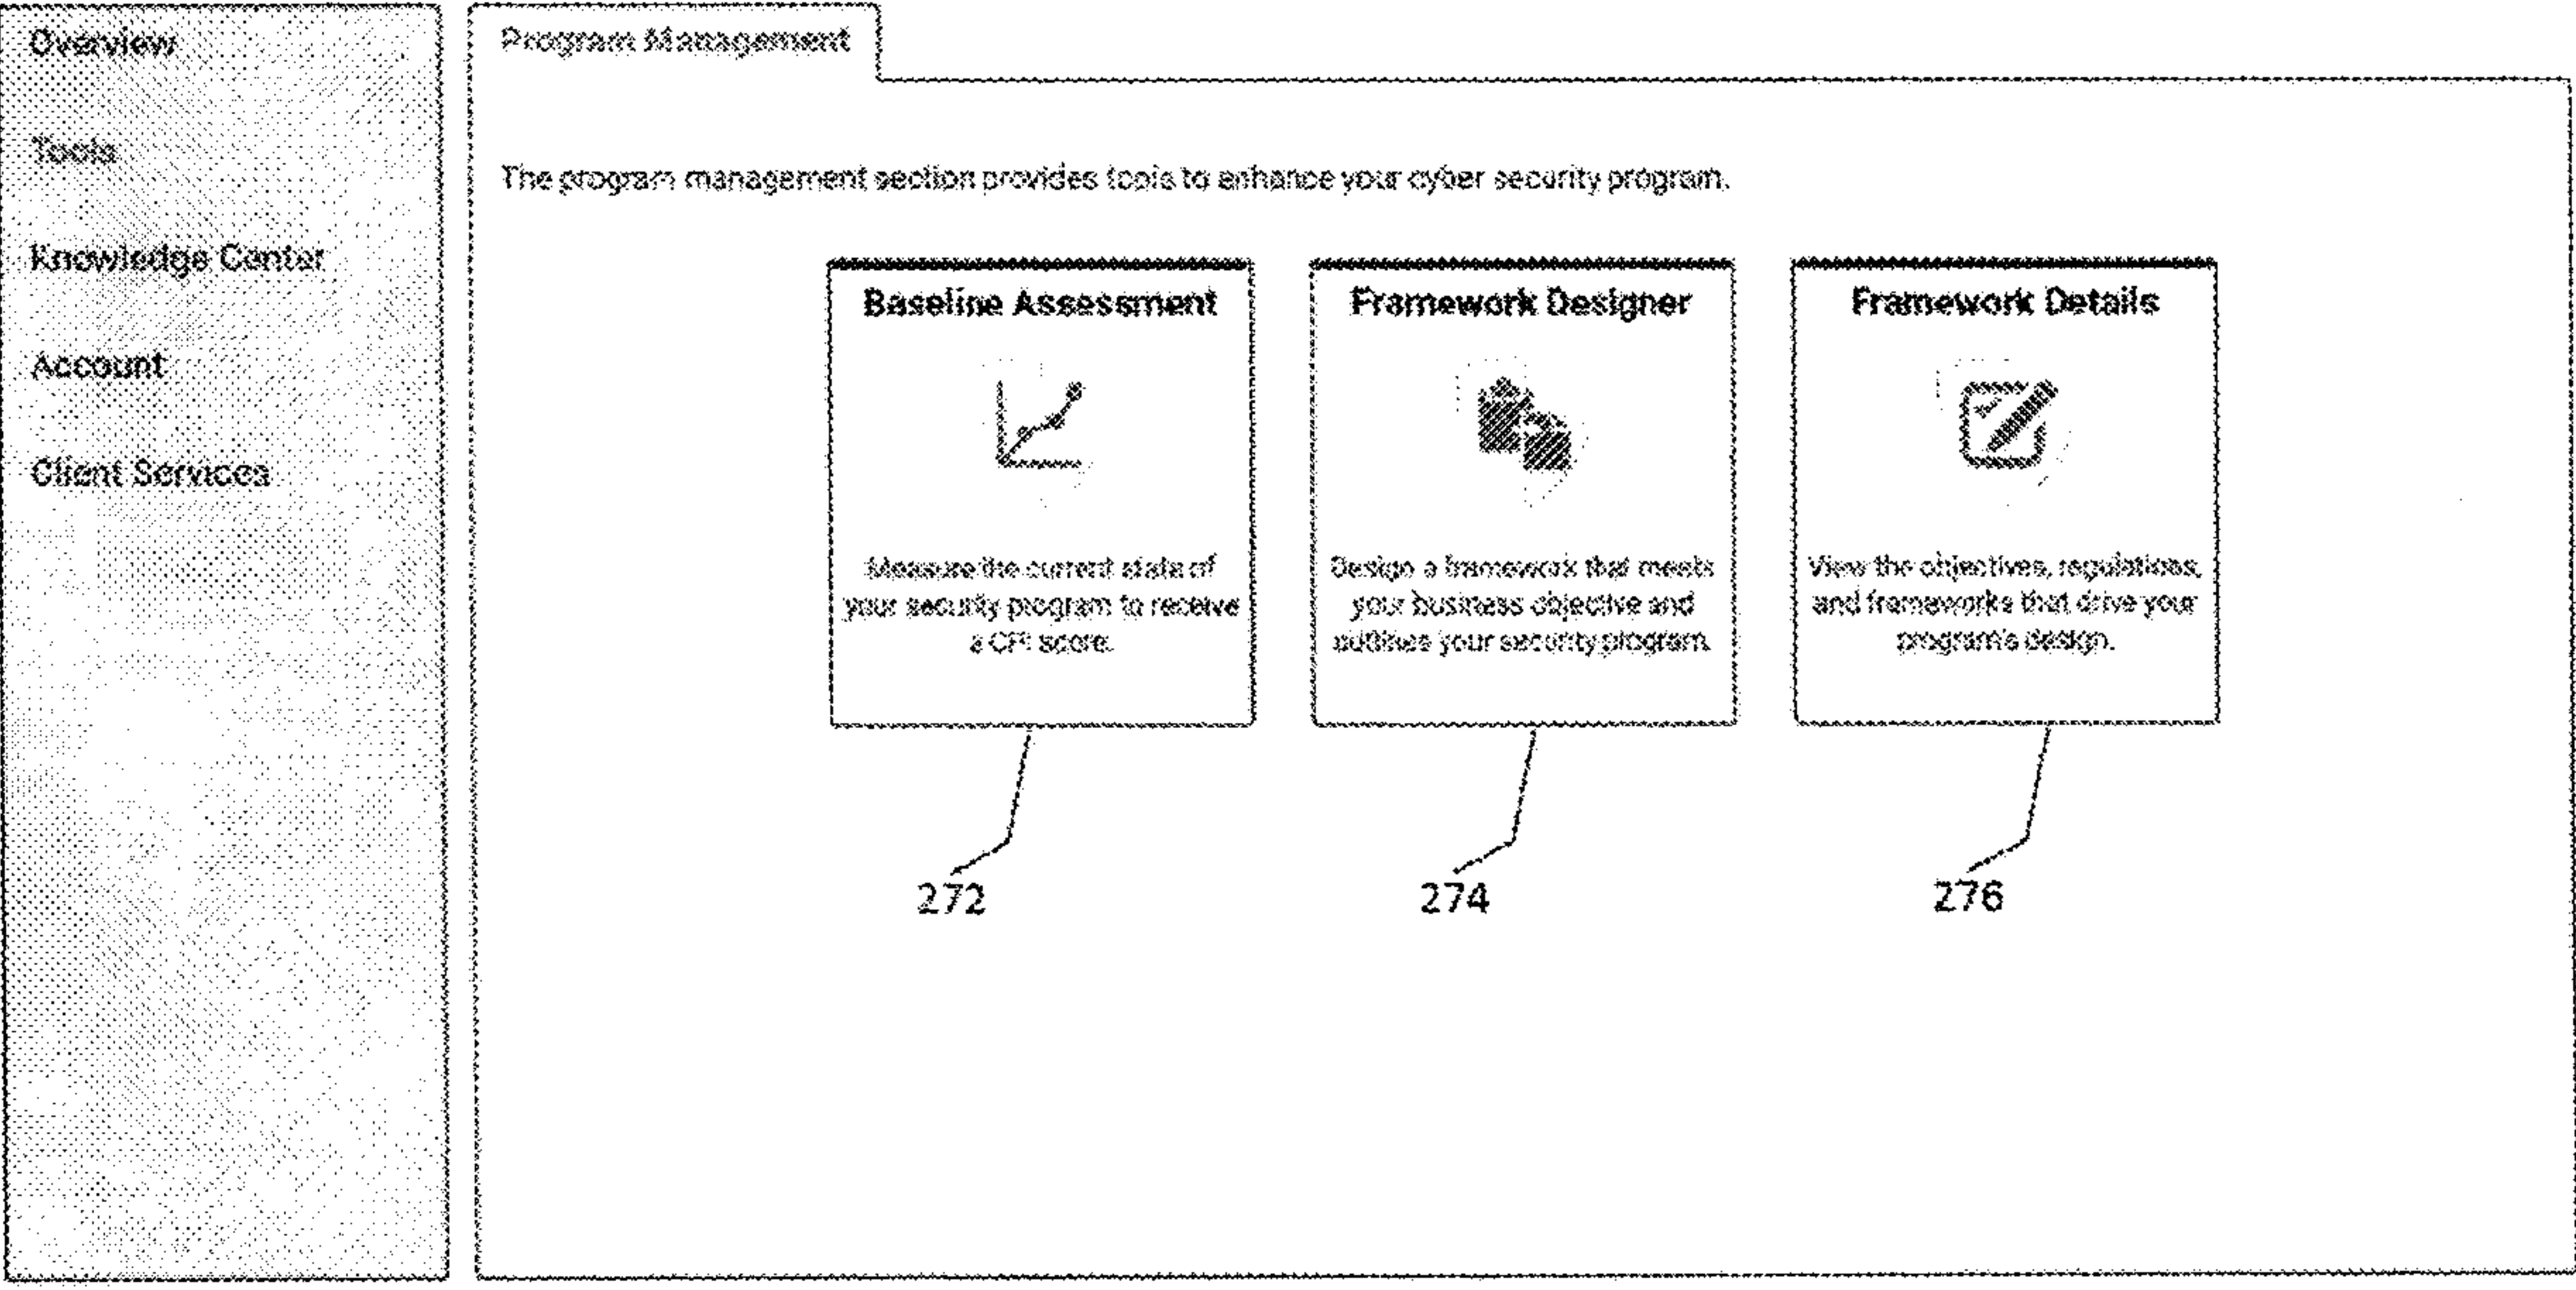 Overview
Tools
Knowledge Center
Account
Client Services
Program Management
The program management section provides tools to enhance your cyber security program.
Baseline Assessment
Measure the current state of
your security program to receive
a score.
272
Framework Designer
Design a framework that meets
your business objective and
outlines your security program.
274
Framework Details
View the objectives, regulations,
and frameworks that drive your
program's design.
276